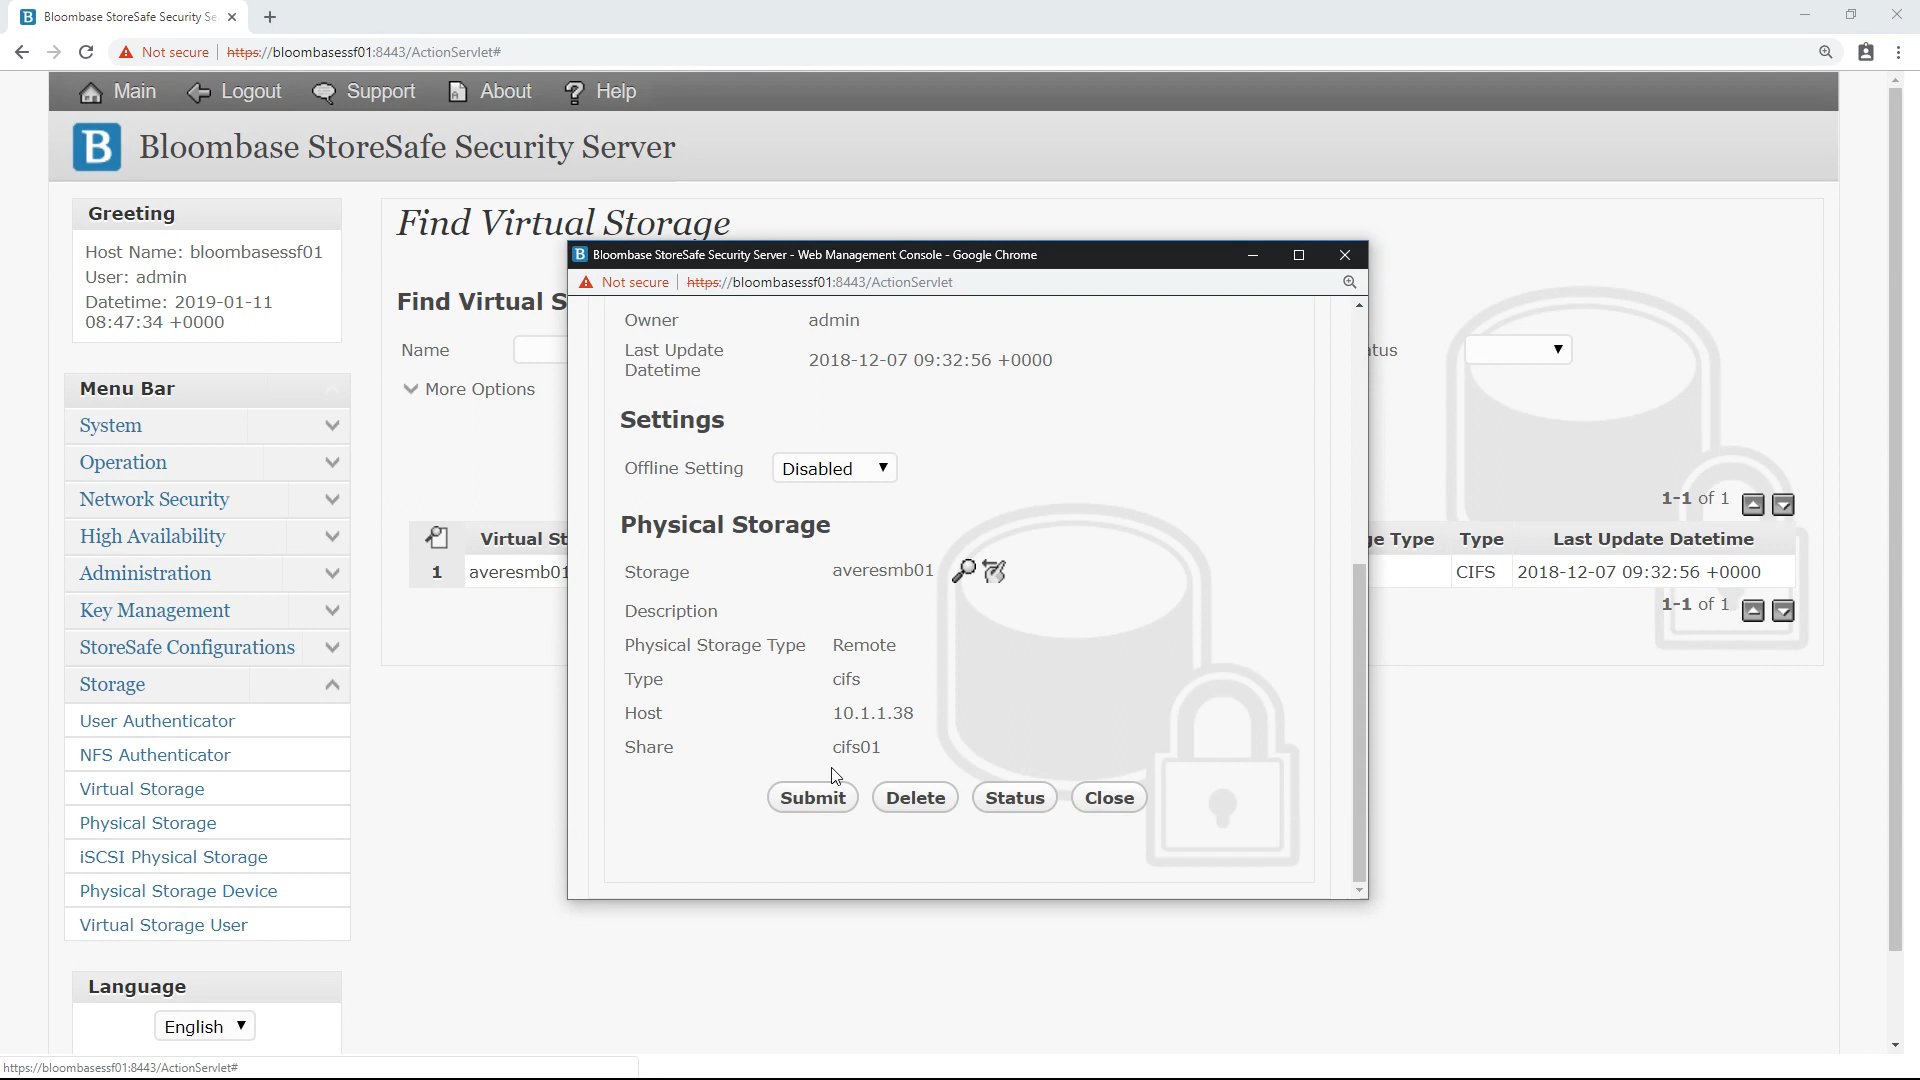 Bloombase StoreSafe Security Se
Not secure
https://bloombasessf01:8443/ActionServlet#
Main
Logout
Support
About
Help
B
Bloombase StoreSafe Security Server
Greeting
Host Name: bloombasessf01
User: admin
Datetime: 2019-01-11
08:47:34 +0000
Menu Bar
System
Operation
Network Security
High Availability
Administration
Key Management
StoreSafe Configurations
Storage
User Authenticator
NFS Authenticator
Virtual Storage
Physical Storage
iSCSI Physical Storage
Physical Storage Device
Virtual Storage User
Language
English
Find Virtual Storage
Find Virtual S
Name
More Options
Virtual St
1 averesmb01
Bloombase StoreSafe Security Server - Web Management Console - Google Chrome
Not secure
https://bloombasessf01:8443/ActionServlet
Owner admin
Last Update
Datetime
2018-12-07 09:32:56 +0000
Settings
Offline Setting Disabled
Physical Storage
Storage averesmb01
Description
Physical Storage Type Remote
Type cifs
Host 10.1.1.38
Share cifs01
Submit Delete Status Close
tus
1-1 of 1
ge Type Type Last Update Datetime
CIFS 2018-12-07 09:32:56 +0000
1-1 of 1
https://bloombasessf01:8443/ActionServlet#